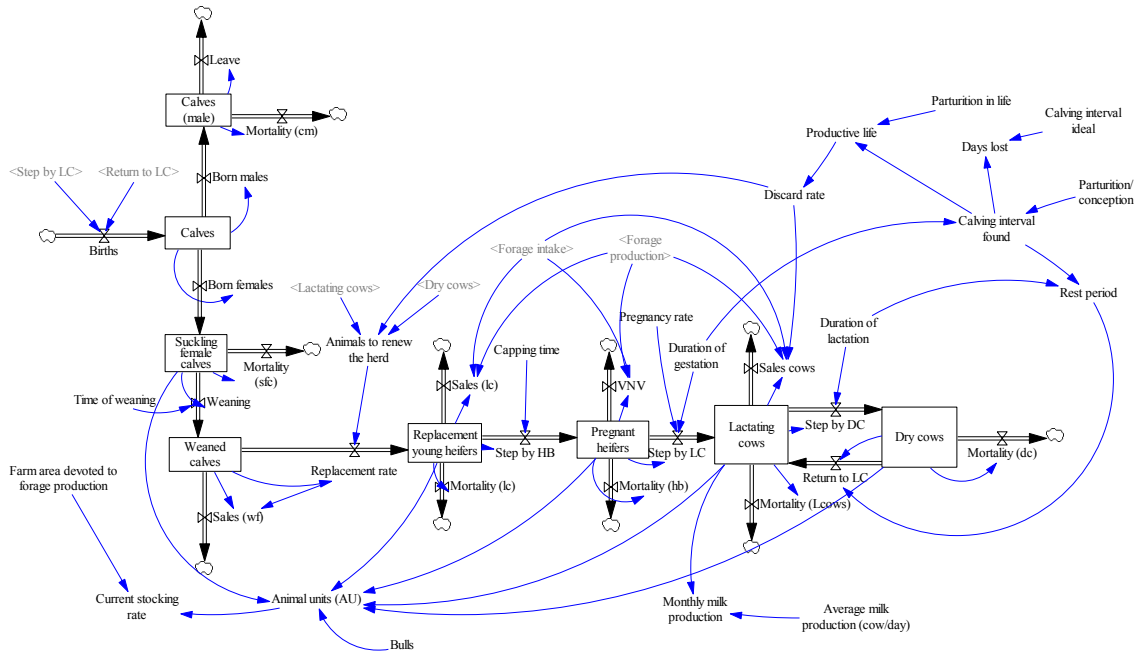 Leave
Calves
(male)
Mortality (cm)
Parturition in life
Calving interval
ideal
Productive life
Days lost
<Step by LC>
<Return to LC>
Born males
Discard rate
Parturition/
conception
Calves
Births
Calving interval
found
<Forage intake>
<Forage
production>
Born females
<Lactating cows>
<Dry cows>
Rest period
Pregnancy rate
Suckling
female
calves
Mortality
(sfc)
Animals to renew
the herd
Capping time
Duration of
gestation
Duration of
lactation
Sales cows
Sales (lc)
VNV
Time of weaning
Weaning
Weaned
calves
Replacement
young heifers
Step by HB
Pregnant
heifers
Step by LC
Lactating
cows
Step by DC
Dry cows
Mortality (dc)
Farm area devoted to
forage production
Replacement rate
Return to LC
Mortality (lc)
Mortality (hb)
Mortality (Lcows)
Sales (wf)
Current stocking
rate
Animal units (AU)
Monthly milk
production
Average milk
production (cow/day)
Bulls